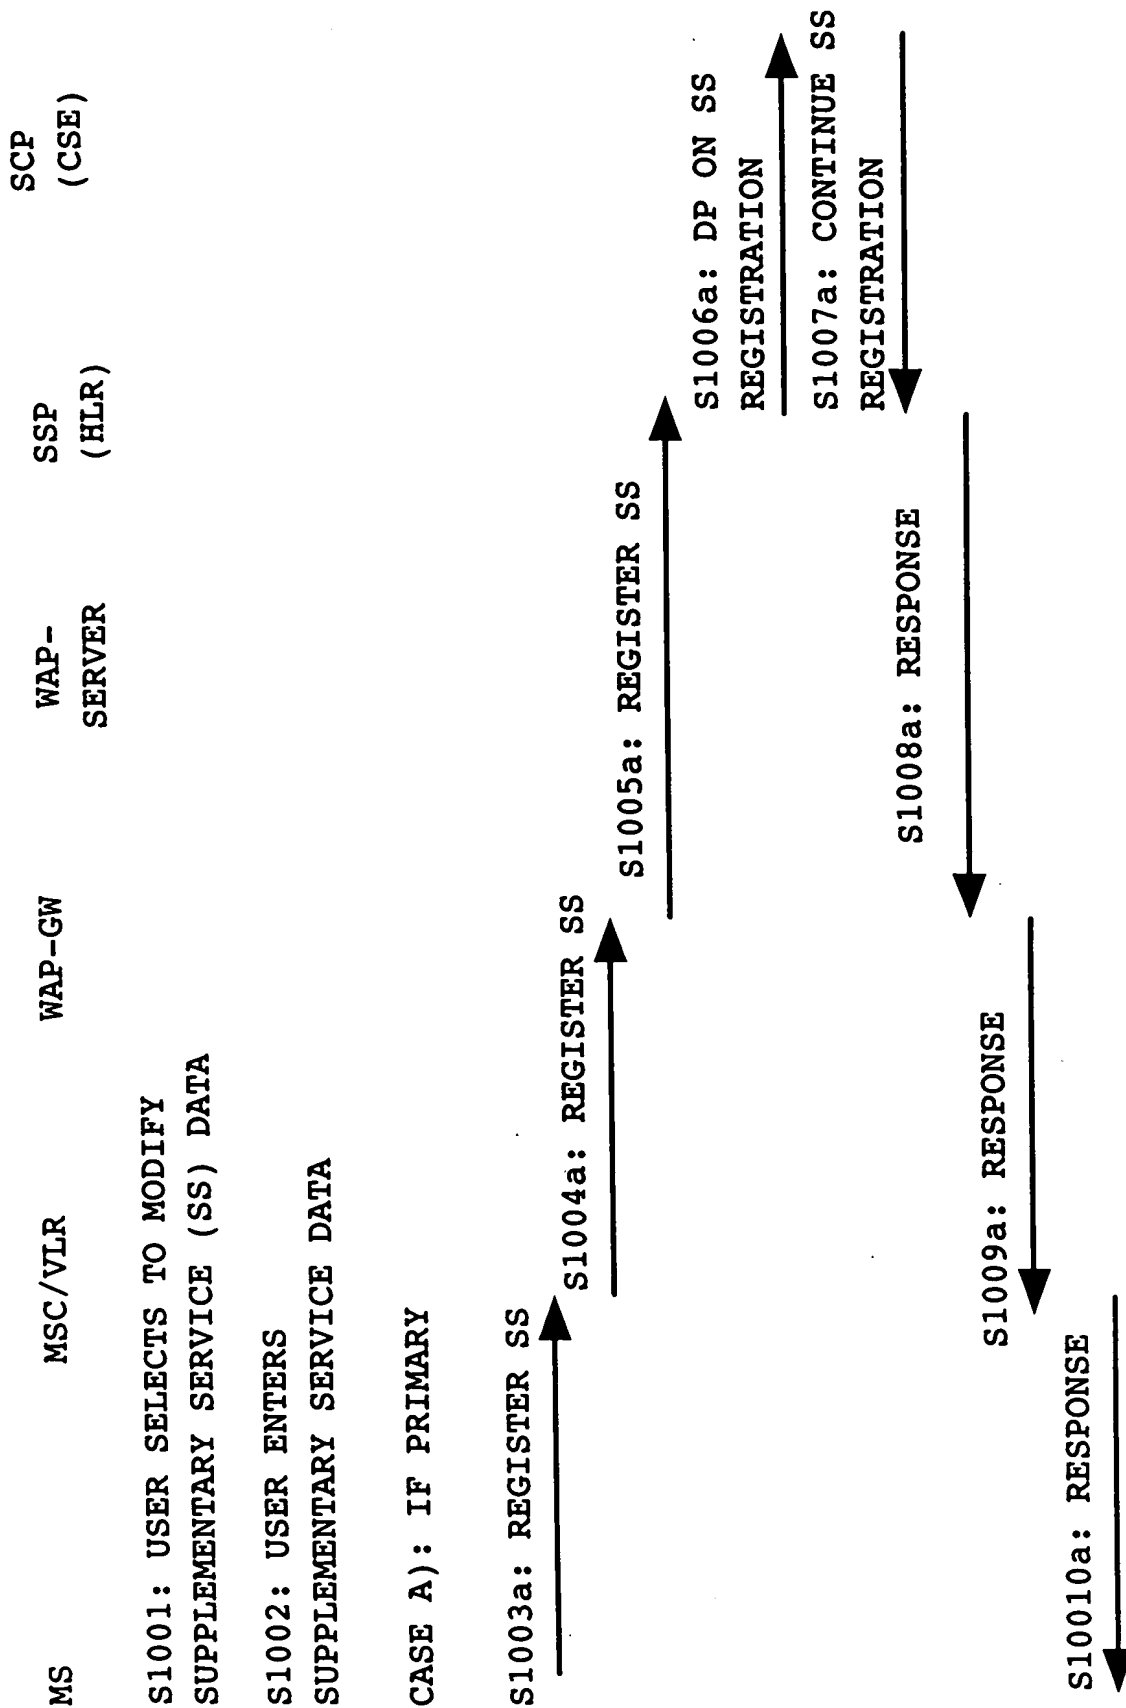 MS
MSC/VLR
WAP-GW
WAP-
SERVER
SSP
(HLR)
SCP
(CSE)
S1001: USER SELECTS TO MODIFY
SUPPLEMENTARY SERVICE (SS) DATA
S1002: USER ENTERS
SUPPLEMENTARY SERVICE DATA
CASE A): IF PRIMARY
S1003a: REGISTER SS
S1004a: REGISTER SS
S1005a: REGISTER SS
S1006a: DP ON SS
REGISTRATION
S1007a: CONTINUE SS
REGISTRATION
S1008a: RESPONSE
S1009a: RESPONSE
S10010a: RESPONSE